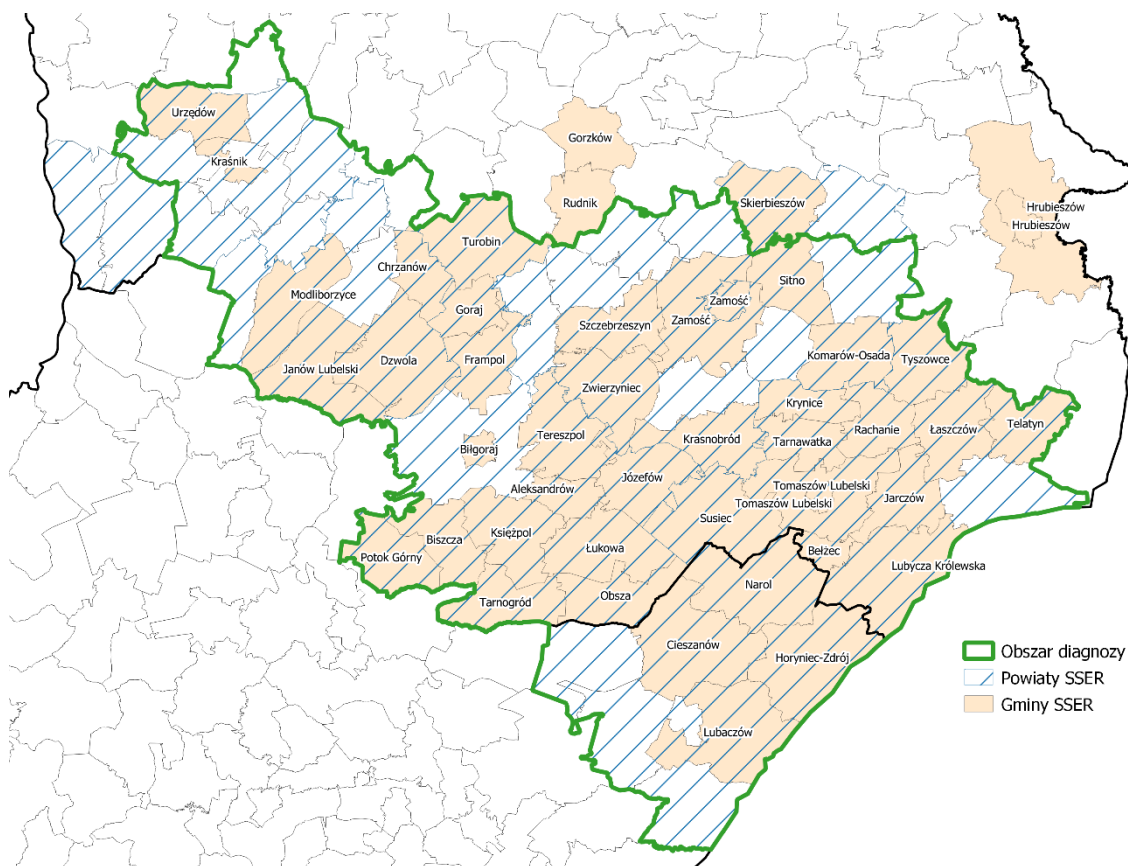 Urzędów
Gorzków
Kraśnik
Rudnik
Skierbieszów
Hrubieszów
Hrubieszów
Turobin
Chrzanów
Sitno
Modliborzyce
Zamość
Goraj
Szczebrzeszyn
Zamość
Janów Lubelski
Dzwola
Frampol
Komarów-Osada
Tyszowce
Zwierzyniec
Krynice
Telatyn
Tereszpol
Krasnobród
Tarnawatka
Rachanie
Łaszczów
Biłgoraj
Józefów
Aleksandrów
Tomaszów Lubelski
Tomaszów Lubelski
Jarczów
Susiec
Księżpol
Biszcza
Łukowa
Potok Górny
Bełżec
Lubycza Królewska
Narol
Obsza
Tarnogród
Cieszanów
Horyniec-Zdrój
Lubaczów
Obszar diagnozy
Powiaty SSER
Gminy SSER